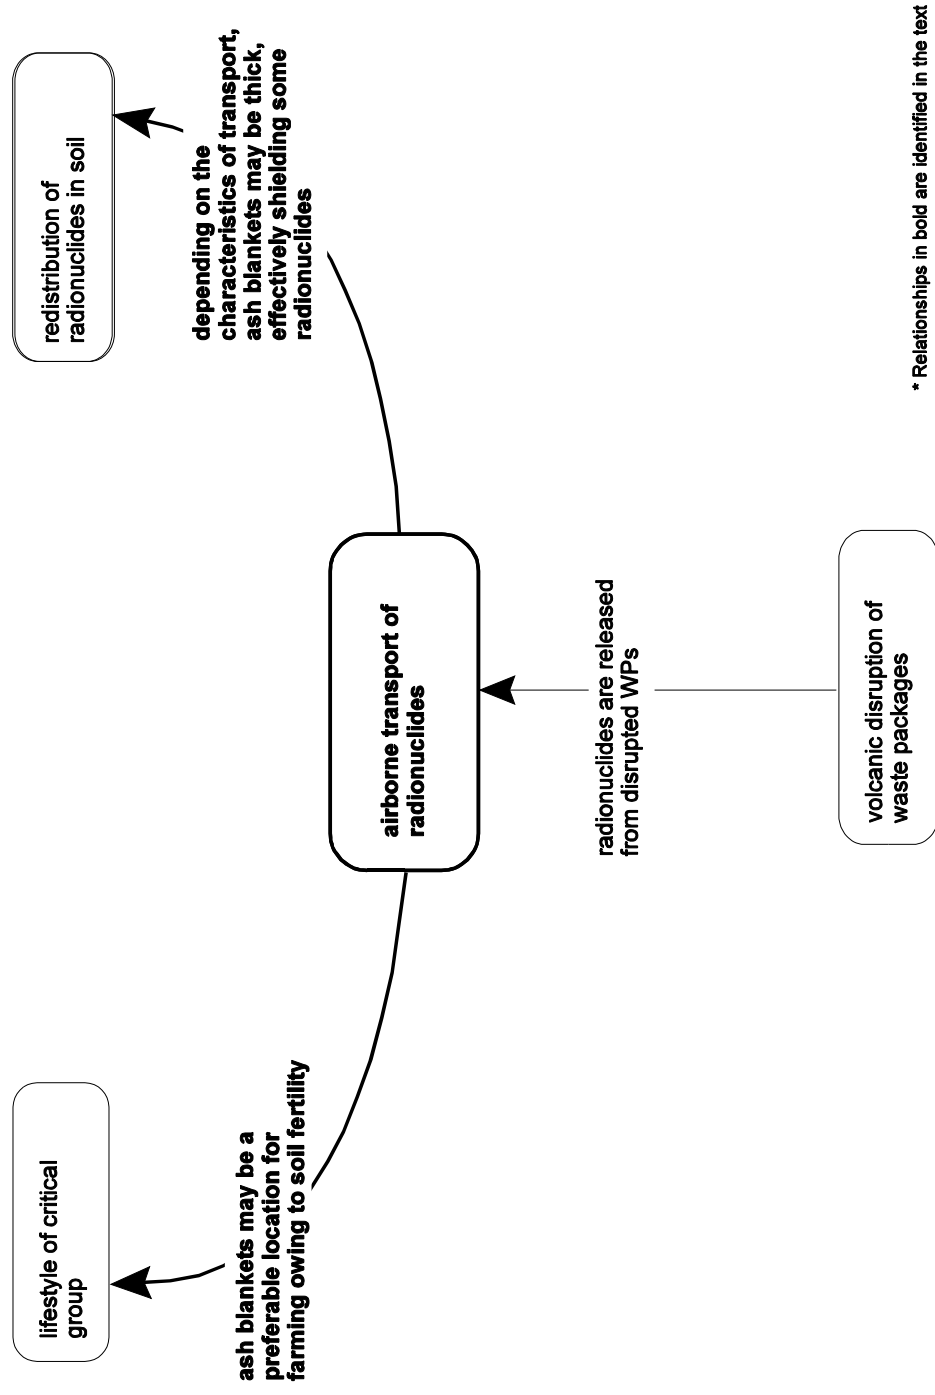 lifestyle of critical
group
ash blankets may be a
preferable location for
farming owing to soil fertility
redistribution of
radionuclides in soil
depending on the
characteristics of transport,
ash blankets may be thick,
effectively shielding some
radionuclides
airborne transport of
radionuclides
radionuclides are released
from disrupted WPs
volcanic disruption of
waste packages
* Relationships in bold are identified in the text